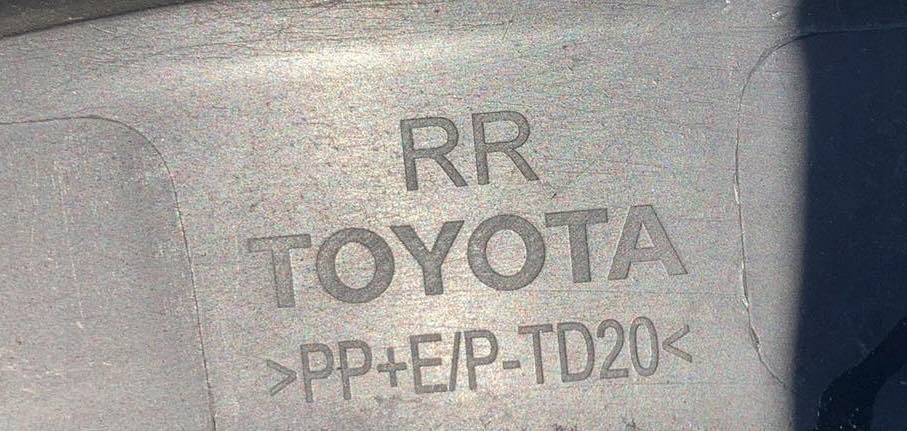 RR
TOYOTA
>PP+E/P-TD20<